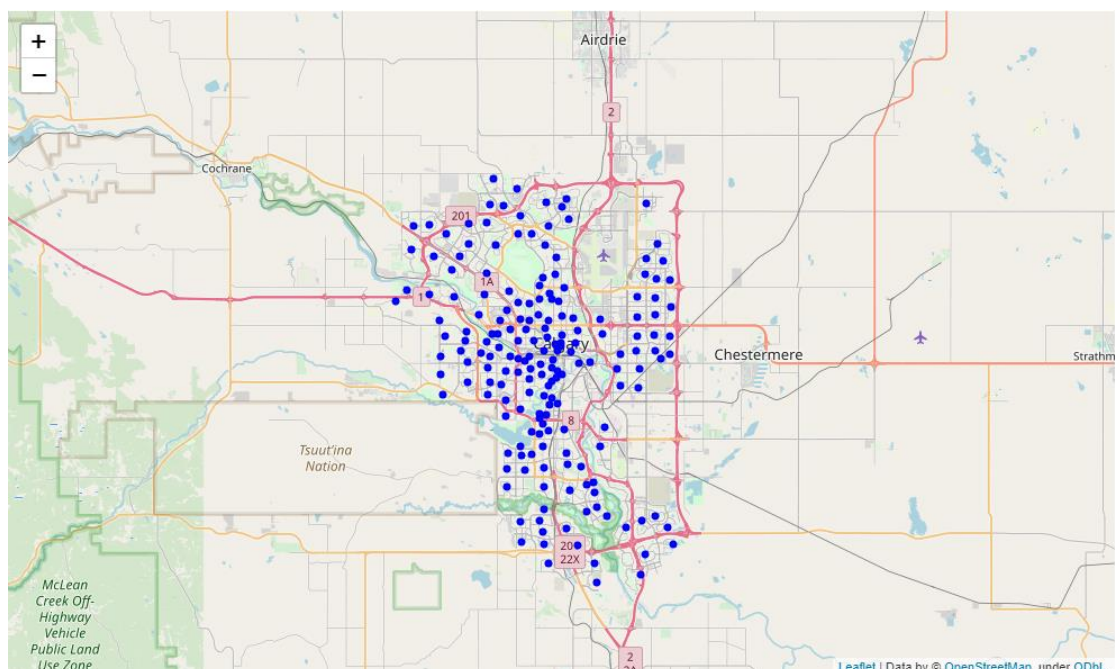 +
Airdrie
−
2
Cochrane
201
1A
1
Calgary
Chestermere
Strathm
8
Tsuut'ina
Nation
20
22X
McLean
Creek Off-
Highway
Vehicle
Public Land
Use Zone
2
Leaflet | Data by © OpenStreetMap, under ODbL